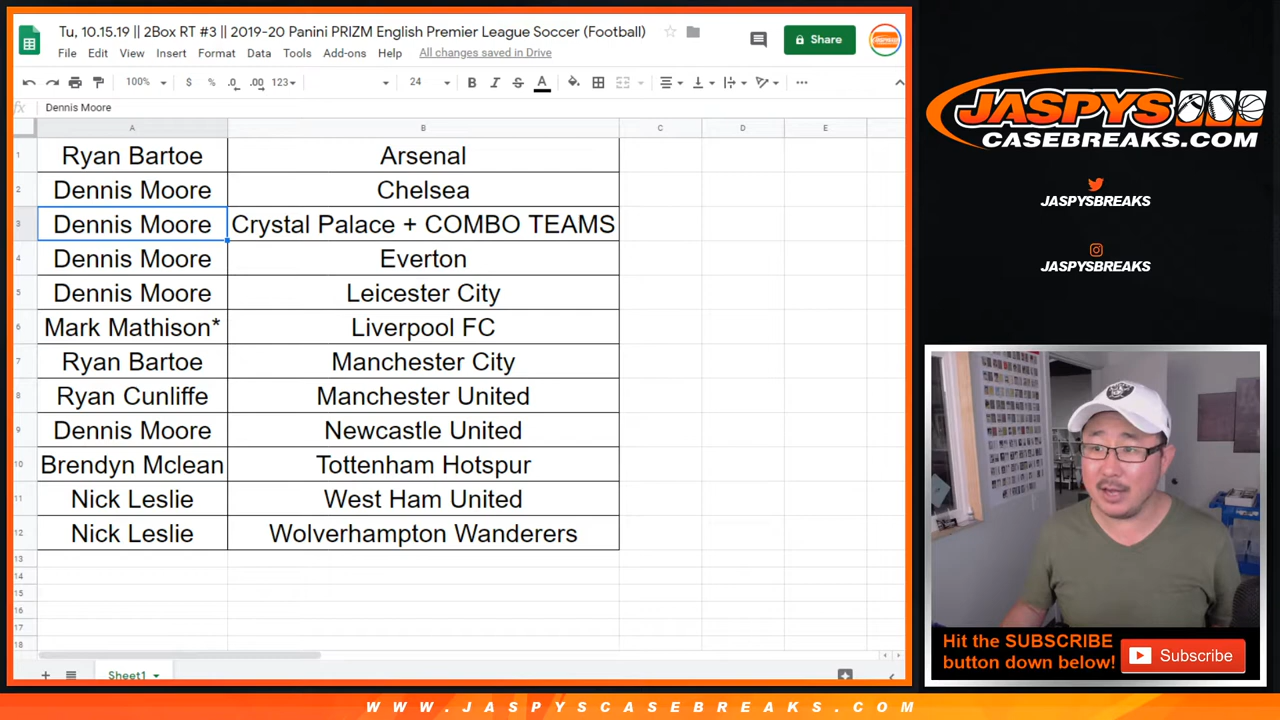 Tu, 10.15.19 || 2Box RT #3 || 2019-20 Panini PRIZM English Premier League Soccer (Football)
File Edit View Insert Format Data Tools Add-ons Help All changes saved in Drive
Share
100% $ % .0 .00 123 24 B I S A
fx Dennis Moore
A B C D E
1 Ryan Bartoe Arsenal
2 Dennis Moore Chelsea
3 Dennis Moore Crystal Palace + COMBO TEAMS
4 Dennis Moore Everton
5 Dennis Moore Leicester City
6 Mark Mathison* Liverpool FC
7 Ryan Bartoe Manchester City
8 Ryan Cunliffe Manchester United
9 Dennis Moore Newcastle United
10 Brendyn Mclean Tottenham Hotspur
11 Nick Leslie West Ham United
12 Nick Leslie Wolverhampton Wanderers
13
14
15
16
17
18
Sheet1
JASPYS
CASEBREAKS.COM
JASPYSBREAKS
JASPYSBREAKS
Hit the SUBSCRIBE
button down below!
Subscribe
WWW.JASPYSCASEBREAKS.COM